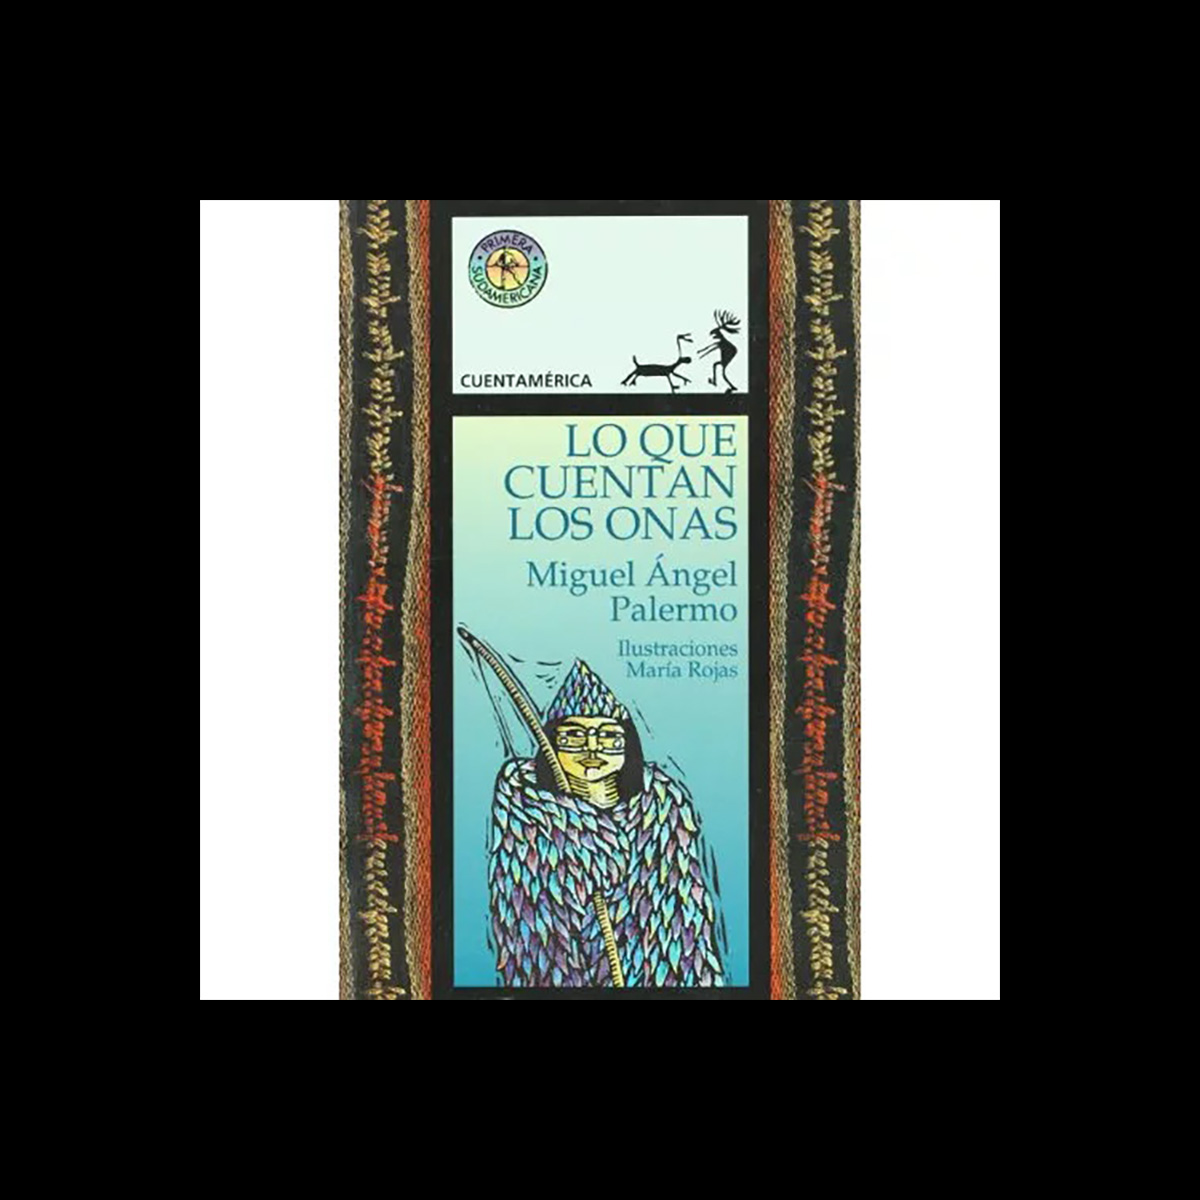 PRIMERA
SUDAMERICANA
CUENTAMÉRICA
LO QUE
CUENTAN
LOS ONAS
Miguel Ángel
Palermo
Ilustraciones
María Rojas